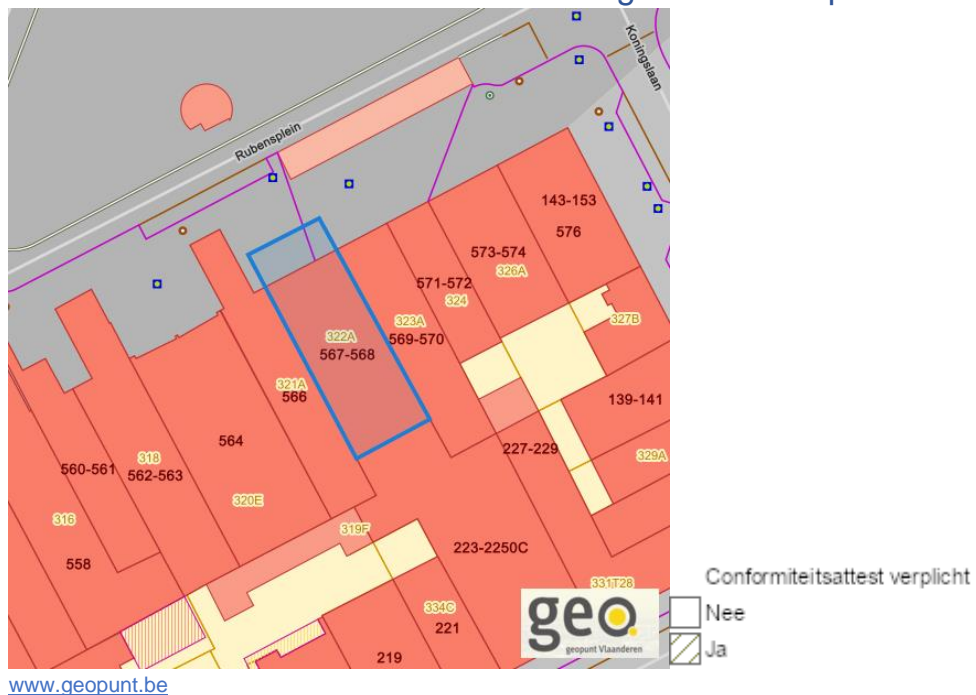 Koningslaan
Rubensplein
143-153
576
573-574
326A
571-572
324
327B
323A
569-570
322A
567-568
321A
566
139-141
564
227-229
329A
560-561
318
562-563
320E
316
319F
558
223-2250C
331T28
334C
221
219
geo.
geopunt Vlaanderen
Conformiteitsattest verplicht
Nee
Ja
www.geopunt.be